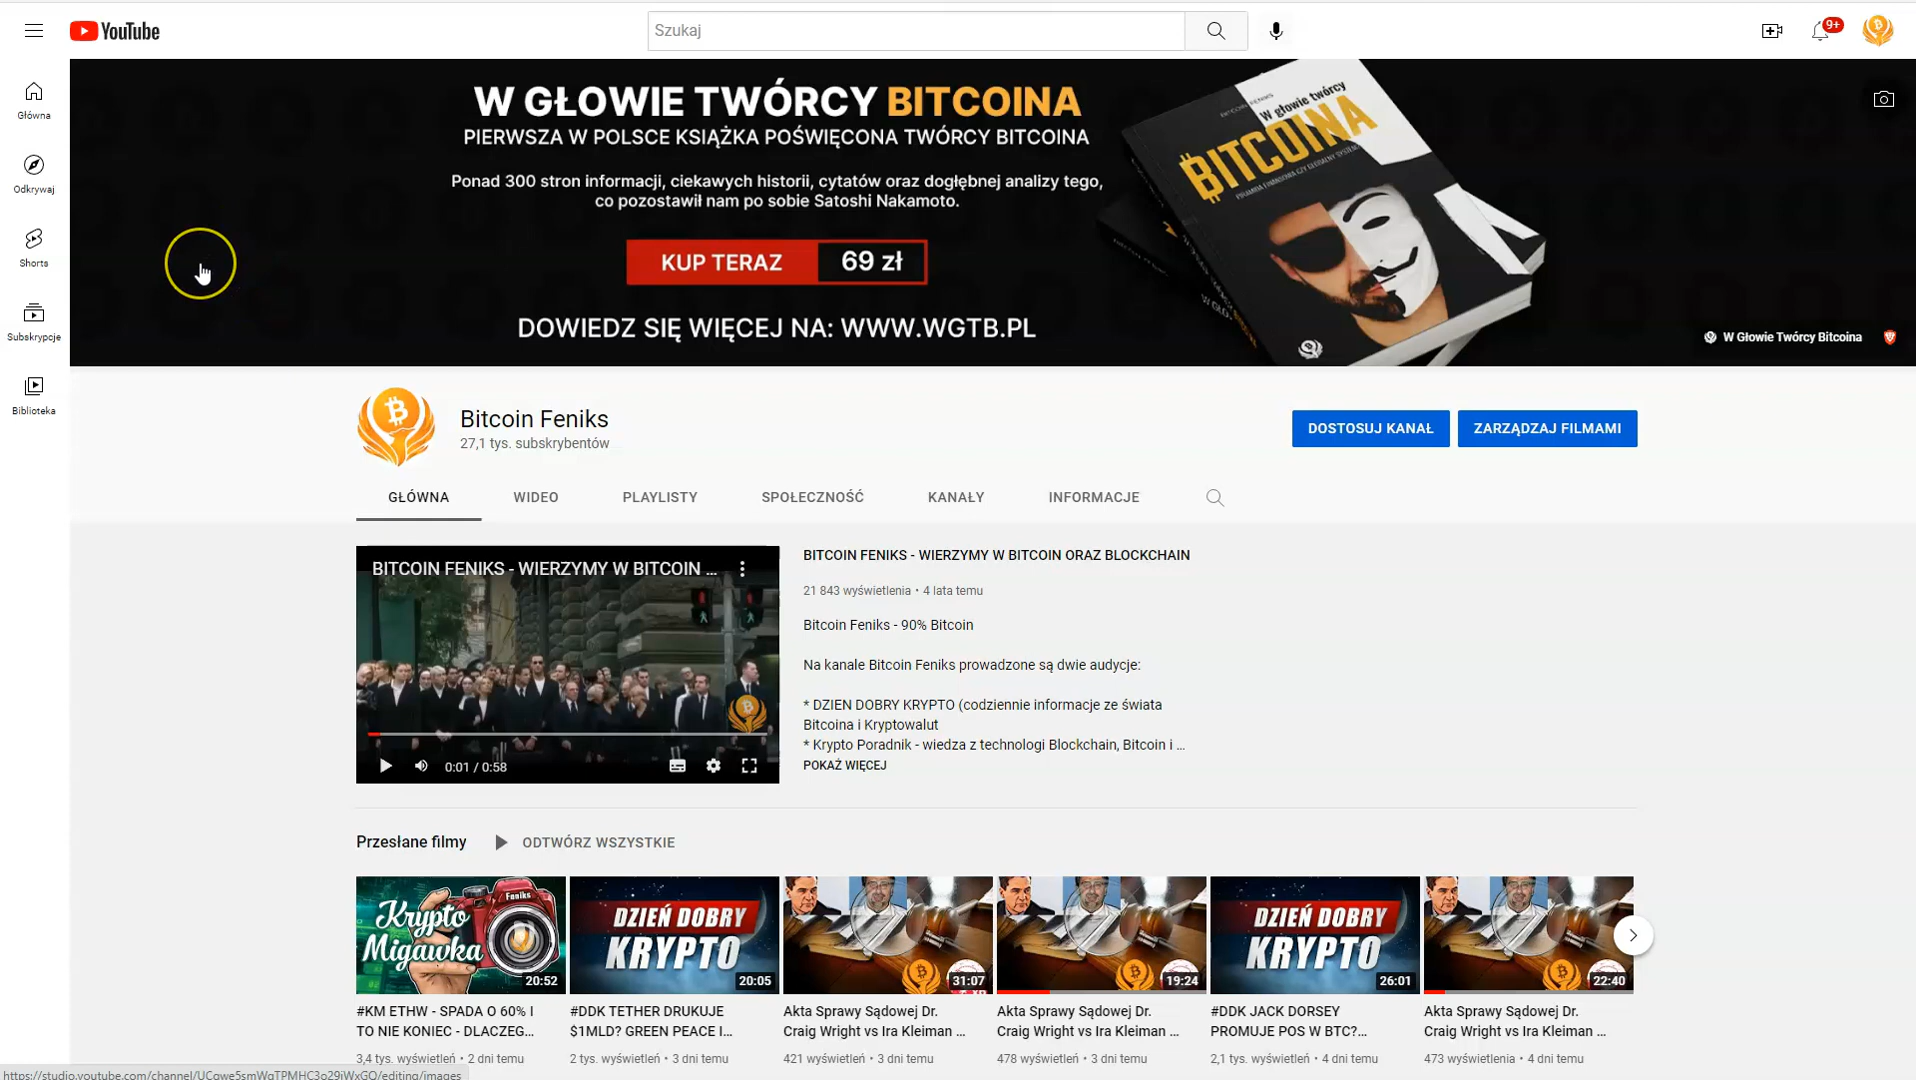 YouTube
Szukaj
9+
Główna
Odkrywaj
Shorts
Subskrypcje
Biblioteka
W GŁOWIE TWÓRCY BITCOINA
PIERWSZA W POLSCE KSIĄŻKA POŚWIĘCONA TWÓRCY BITCOINA
Ponad 300 stron informacji, ciekawych historii, cytatów oraz dogłębnej analizy tego,
co pozostawił nam po sobie Satoshi Nakamoto.
KUP TERAZ 69 zł
DOWIEDZ SIĘ WIĘCEJ NA: WWW.WGTB.PL
W głowie twórcy
BITCOINA
W Głowie Twórcy Bitcoina
Bitcoin Feniks
27,1 tys. subskrybentów
DOSTOSUJ KANAŁ
ZARZĄDZAJ FILMAMI
GŁÓWNA WIDEO PLAYLISTY SPOŁECZNOŚĆ KANAŁY INFORMACJE
BITCOIN FENIKS - WIERZYMY W BITCOIN ...
0:01 / 0:58
BITCOIN FENIKS - WIERZYMY W BITCOIN ORAZ BLOCKCHAIN
21 843 wyświetlenia • 4 lata temu
Bitcoin Feniks - 90% Bitcoin
Na kanale Bitcoin Feniks prowadzone są dwie audycje:
* DZIEN DOBRY KRYPTO (codziennie informacje ze świata
Bitcoina i Kryptowalut
* Krypto Poradnik - wiedza z technologi Blockchain, Bitcoin i ...
POKAŻ WIĘCEJ
Przesłane filmy
ODTWÓRZ WSZYSTKIE
Krypto
Migawka
Feniks
20:52
#KM ETHW - SPADA O 60% I
TO NIE KONIEC - DLACZEG...
3,4 tys. wyświetleń • 2 dni temu
DZIEŃ DOBRY
KRYPTO
20:05
#DDK TETHER DRUKUJE
$1MLD? GREEN PEACE I...
2 tys. wyświetleń • 3 dni temu
31:07
Akta Sprawy Sądowej Dr.
Craig Wright vs Ira Kleiman ...
421 wyświetleń • 3 dni temu
19:24
Akta Sprawy Sądowej Dr.
Craig Wright vs Ira Kleiman ...
478 wyświetleń • 3 dni temu
DZIEŃ DOBRY
KRYPTO
26:01
#DDK JACK DORSEY
PROMUJE POS W BTC?...
2,1 tys. wyświetleń • 4 dni temu
22:40
Akta Sprawy Sądowej Dr.
Craig Wright vs Ira Kleiman ...
473 wyświetlenia • 4 dni temu